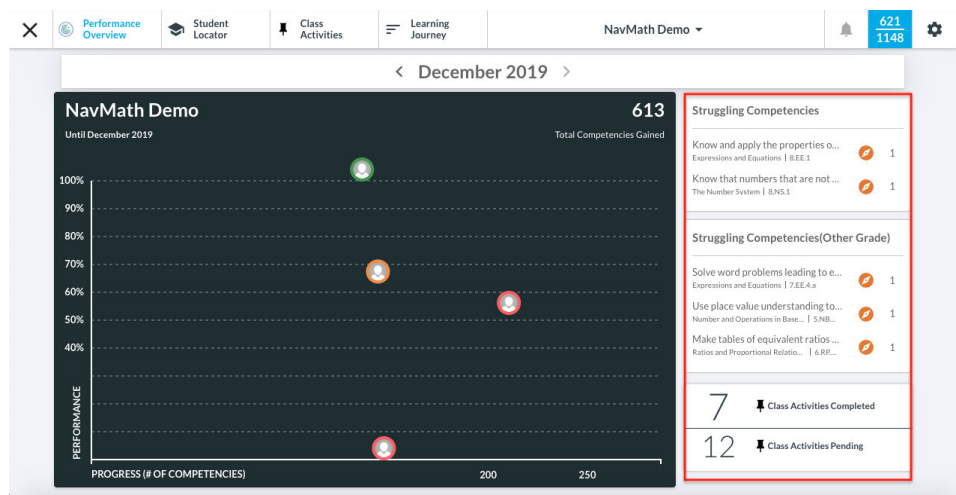 Performance
Overview
Student
Locator
Class
Activities
Learning
Journey
NavMath Demo
621
1148
December 2019
NavMath Demo
613
Until December 2019
Total Competencies Gained
100%
90%
80%
70%
60%
50%
40%
PERFORMANCE
PROGRESS (# OF COMPETENCIES)
200
250
Struggling Competencies
Know and apply the properties o...
1
Expressions and Equations | 8.EE.1
Know that numbers that are not ...
1
The Number System | 8.NS.1
Struggling Competencies(Other Grade)
Solve word problems leading to e...
1
Expressions and Equations | 7.EE.4.a
Use place value understanding to...
1
Number and Operations in Base... | 5.NB...
Make tables of equivalent ratios ...
1
Ratios and Proportional Relatio... | 6.RP...
7
Class Activities Completed
12
Class Activities Pending